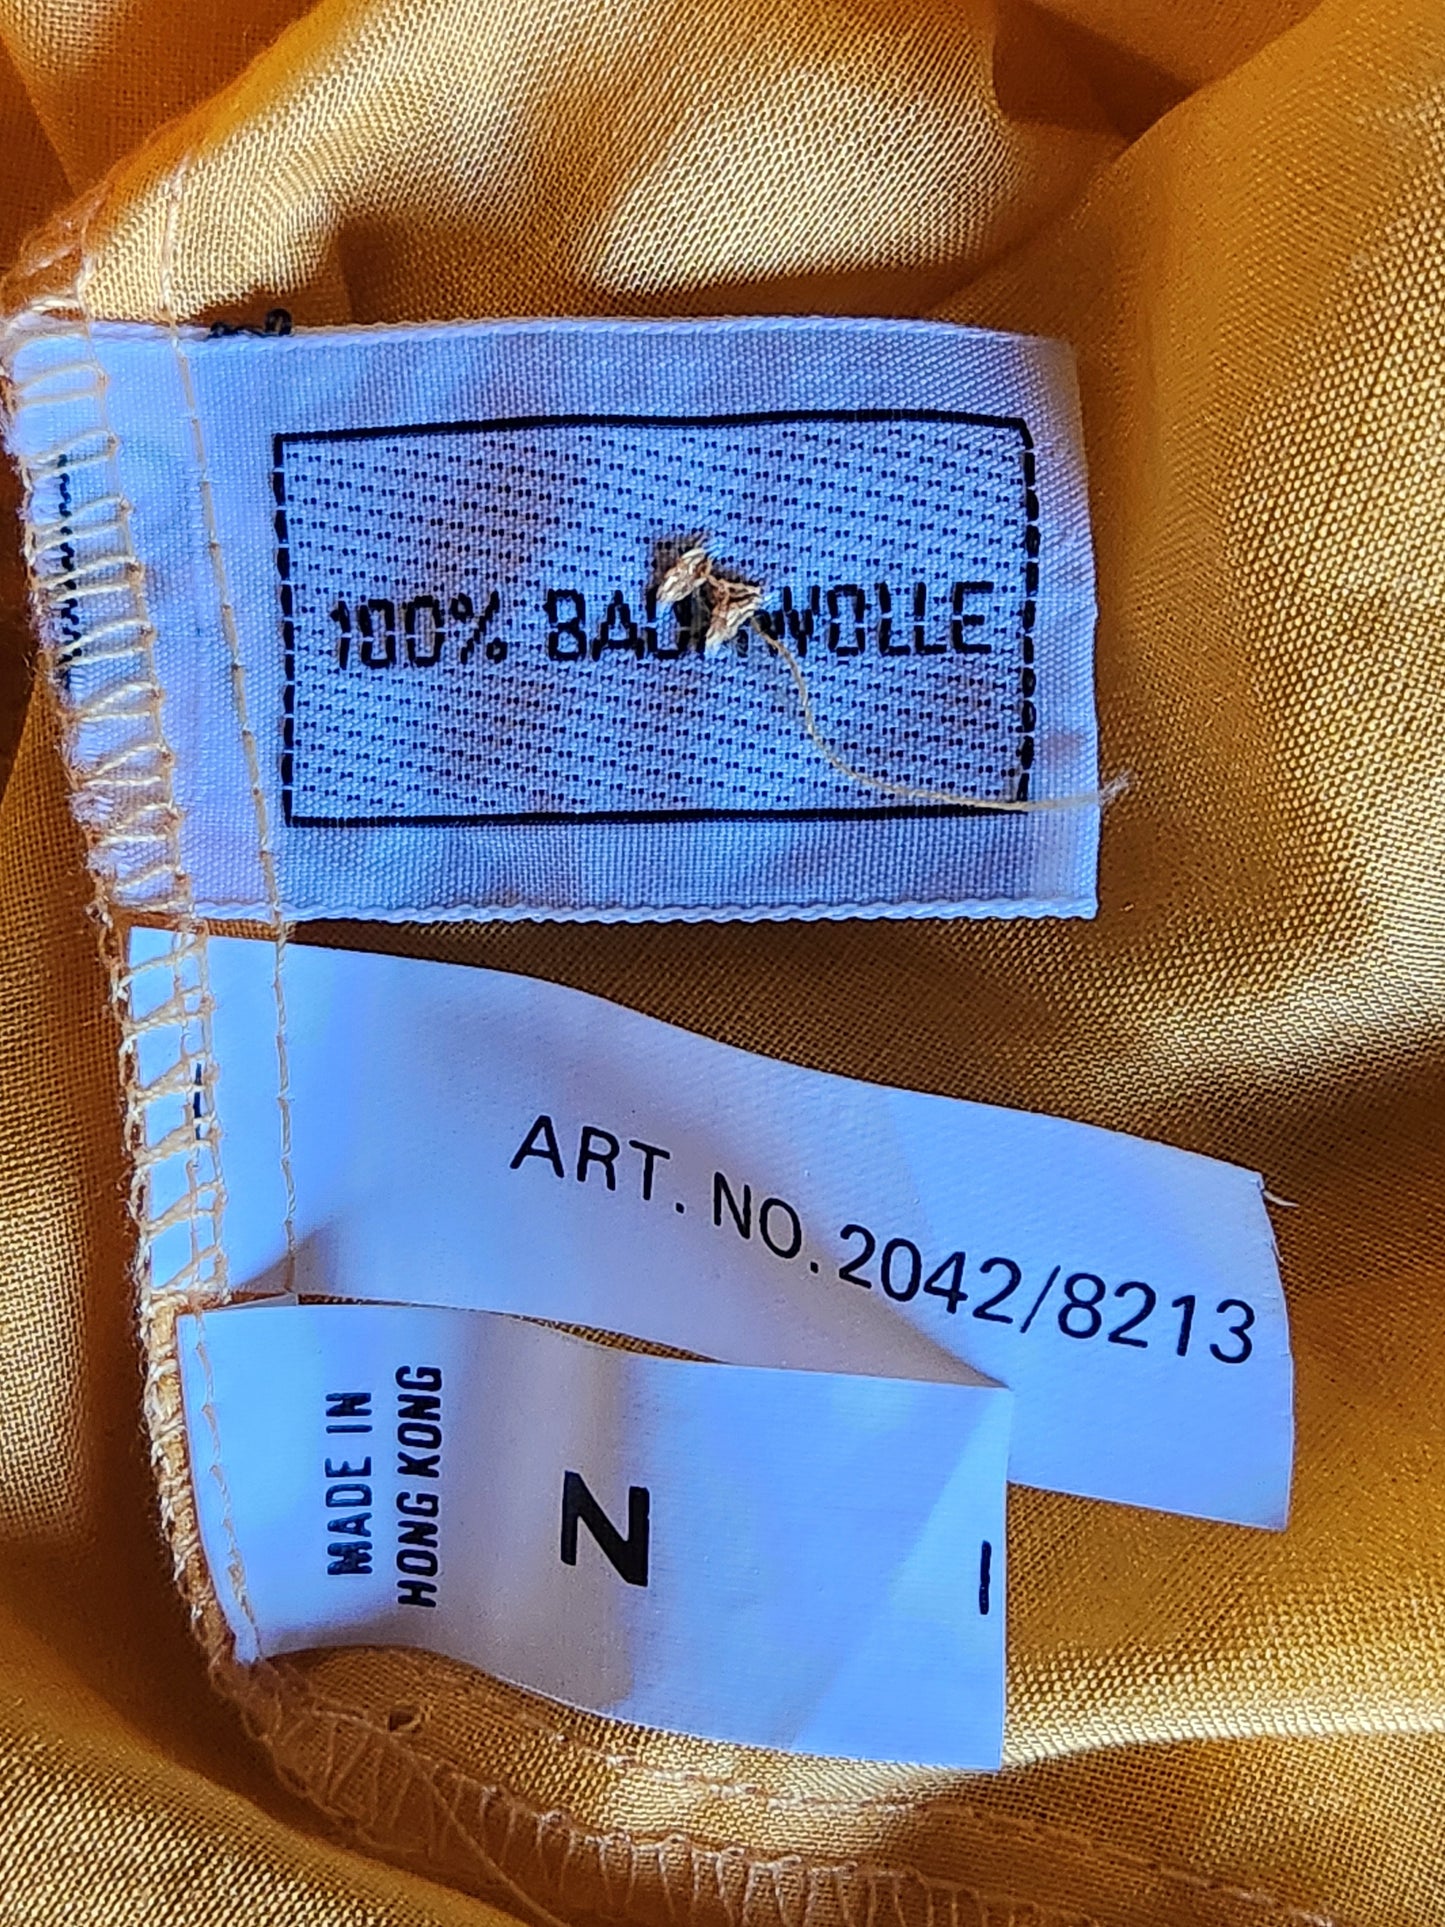 100% BAUMWOLLE
ART. NO. 2042/8213
MADE IN
HONG KONG
N